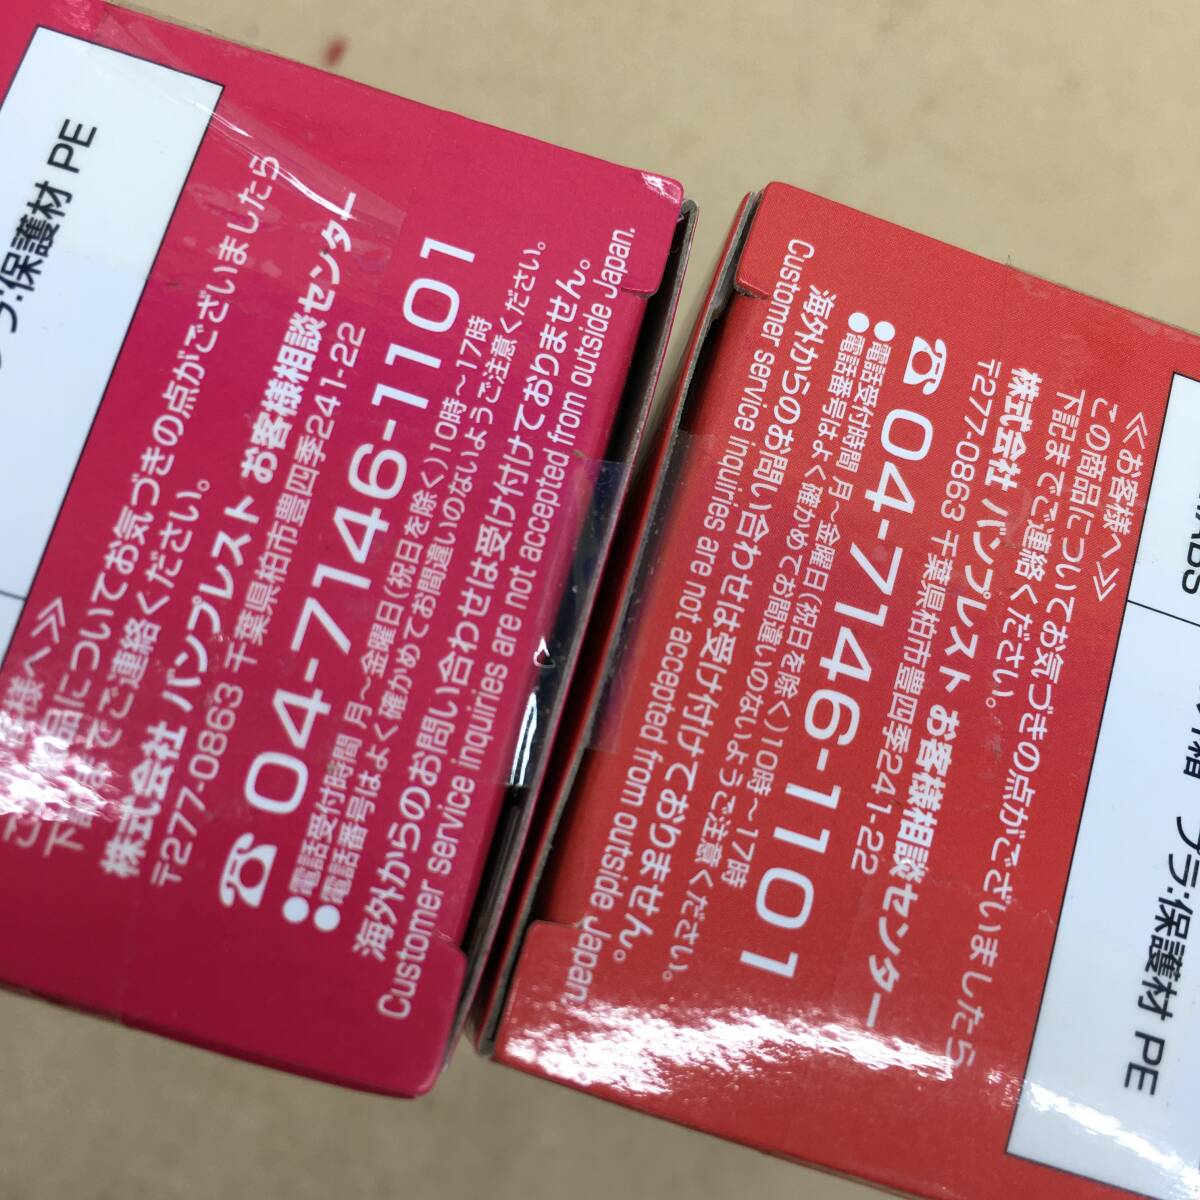 ラ:保護材 PE
様へ>>
品についてお気づきの点がございましたら
下記までご連絡ください。
株式会社 バンプレスト お客様相談センター
〒277-0863 千葉県柏市豊四季241-22
☎04-7146-1101
●電話受付時間 月~金曜日(祝日を除く)10時~17時
●電話番号はよく確かめてお間違いのないようご注意ください。
海外からのお問い合わせは受け付けておりません。
Customer service inquiries are not accepted from outside Japan.
<<お客様へ>>
この商品についてお気づきの点がございましたら
下記までご連絡ください。
株式会社 バンプレスト お客様相談センター
〒277-0863 千葉県柏市豊四季241-22
☎04-7146-1101
●電話受付時間 月~金曜日(祝日を除く)10時~17時
●電話番号はよく確かめてお間違いのないようご注意ください。
海外からのお問い合わせは受け付けておりません。
Customer service inquiries are not accepted from outside Japan.
ABS
外箱
プラ:保護材 PE